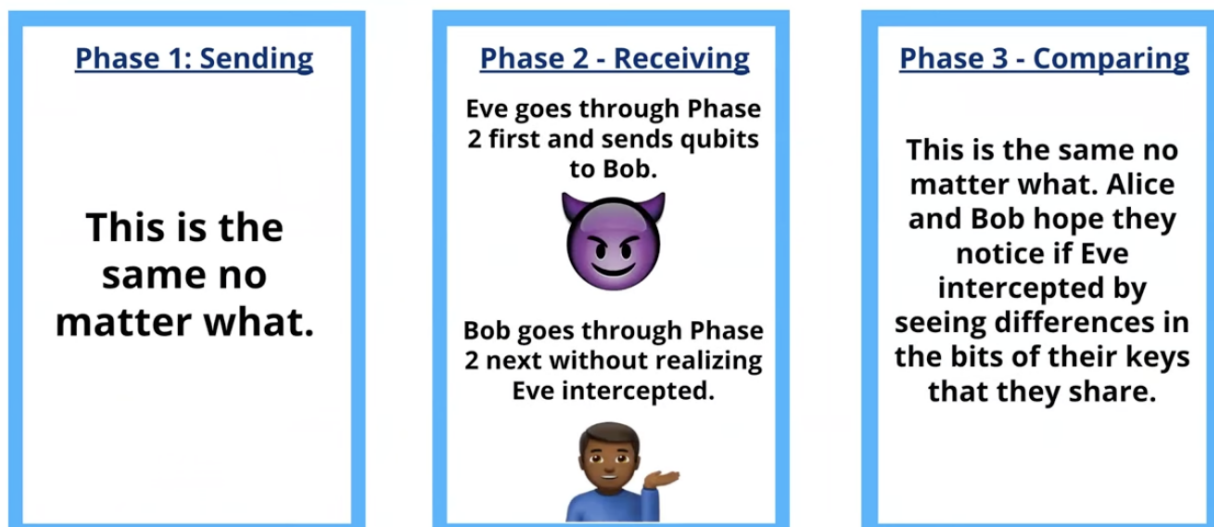 Phase 1: Sending
This is the
same no
matter what.
Phase 2 - Receiving
Eve goes through Phase
2 first and sends qubits
to Bob.
Bob goes through Phase
2 next without realizing
Eve intercepted.
Phase 3 - Comparing
This is the same no
matter what. Alice
and Bob hope they
notice if Eve
intercepted by
seeing differences in
the bits of their keys
that they share.